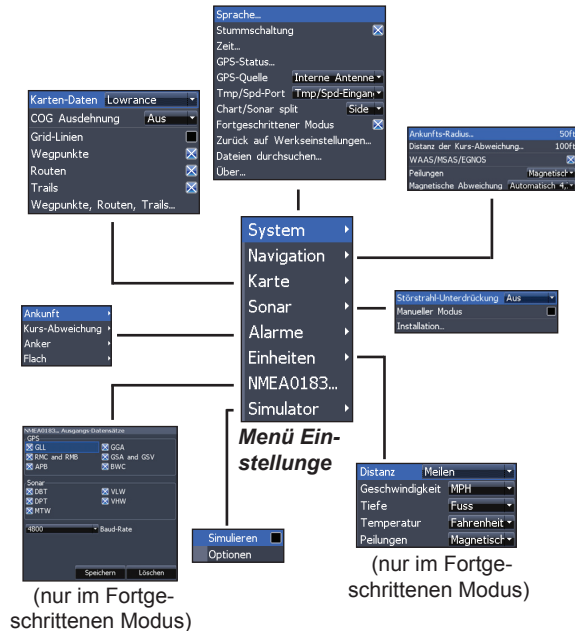 Sprache...
Stummschaltung
Zeit...
GPS-Status...
GPS-Quelle Interne Antenne
Tmp/Spd-Port Tmp/Spd-Eingan
Chart/Sonar split Side
Fortgeschrittener Modus
Zurück auf Werkseinstellungen...
Dateien durchsuchen...
Über...
Karten-Daten Lowrance
COG Ausdehnung Aus
Grid-Linien
Wegpunkte
Routen
Trails
Wegpunkte, Routen, Trails...
Ankunfts-Radius... 50ft
Distanz der Kurs-Abweichung... 100ft
WAAS/MSAS/EGNOS
Peilungen Magnetisch
Magnetische Abweichung Automatisch 4,
System
Navigation
Karte
Sonar
Alarme
Einheiten
NMEA0183...
Simulator
Menü Ein-
stellunge
Störstrahl-Unterdrückung Aus
Manueller Modus
Installation...
Ankunft
Kurs-Abweichung
Anker
Flach
NMEA0183... Ausgangs-Datensätze
GPS
GLL GGA
RMC and RMB GSA and GSV
APB BWC
Sonar
DBT VLW
DPT VHW
MTW
4800 Baud-Rate
Speichern Löschen
(nur im Fortge-
schrittenen Modus)
Simulieren
Optionen
Distanz Meilen
Geschwindigkeit MPH
Tiefe Fuss
Temperatur Fahrenheit
Peilungen Magnetisch
(nur im Fortge-
schrittenen Modus)